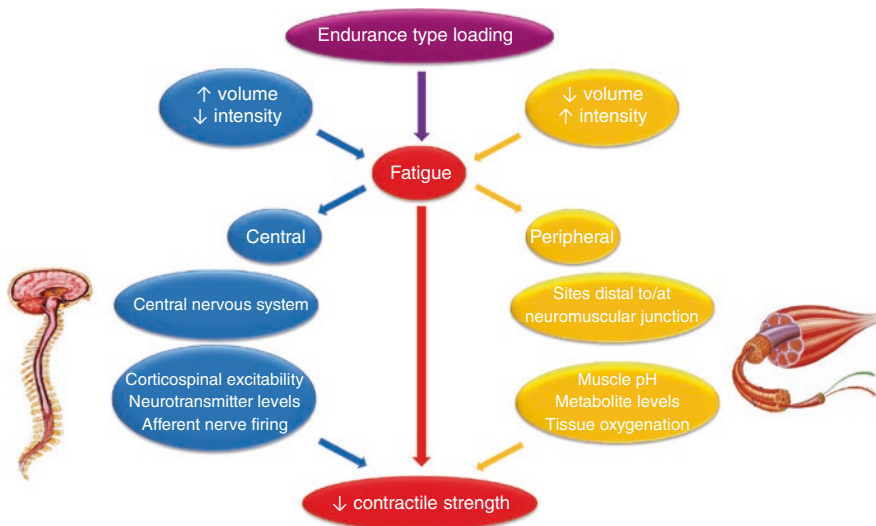 Endurance type loading
↑ volume
↓ intensity
↓ volume
↑ intensity
Fatigue
Central
Peripheral
Central nervous system
Sites distal to/at
neuromuscular junction
Corticospinal excitability
Neurotransmitter levels
Afferent nerve firing
Muscle pH
Metabolite levels
Tissue oxygenation
↓ contractile strength